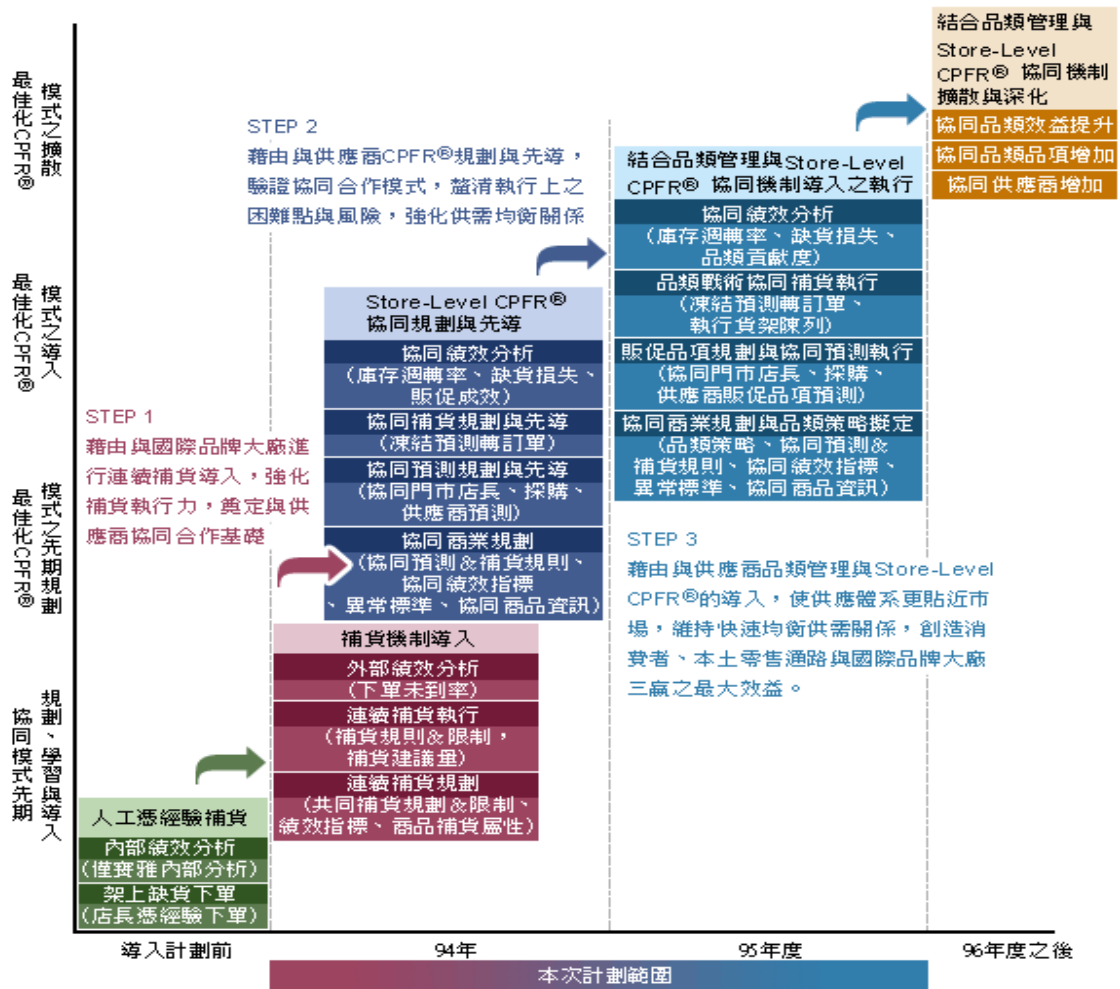 最佳化CPFR®
模式之擴散
最佳化CPFR®
模式之導入
最佳化CPFR®
模式之先期規劃
協同模式先期
規劃、學習與導入
STEP 1
藉由與國際品牌大廠進
行連續補貨導入，強化
補貨執行力，奠定與供
應商協同合作基礎
人工憑經驗補貨
內部績效分析
(僅寶雅內部分析)
架上缺貨下單
(店長憑經驗下單)
STEP 2
藉由與供應商CPFR®規劃與先導，
驗證協同合作模式，釐清執行上之
困難點與風險，強化供需均衡關係
Store-Level CPFR®
協同規劃與先導
協同績效分析
(庫存週轉率、缺貨損失、
販促成效)
協同補貨規劃與先導
(凍結預測轉訂單)
協同預測規劃與先導
(協同門市店長、採購、
供應商預測)
協同商業規劃
(協同預測&補貨規則、
協同績效指標
、異常標準、協同商品資訊)
補貨機制導入
外部績效分析
(下單未到率)
連續補貨執行
(補貨規則&限制，
補貨建議量)
連續補貨規劃
(共同補貨規劃&限制、
績效指標、商品補貨屬性)
結合品類管理與Store-Level
CPFR® 協同機制導入之執行
協同績效分析
(庫存週轉率、缺貨損失、
品類貢獻度)
品類戰術協同補貨執行
(凍結預測轉訂單、
執行貨架陳列)
販促品項規劃與協同預測執行
(協同門市店長、採購、
供應商販促品項預測)
協同商業規劃與品類策略擬定
(品類策略、協同預測&
補貨規則、協同績效指標、
異常標準、協同商品資訊)
STEP 3
藉由與供應商品類管理與Store-Level
CPFR®的導入，使供應體系更貼近市
場，維持快速均衡供需關係，創造消
費者、本土零售通路與國際品牌大廠
三贏之最大效益。
結合品類管理與
Store-Level
CPFR® 協同機制
擴散與深化
協同品類效益提升
協同品類品項增加
協同供應商增加
導入計劃前
94年
95年度
96年度之後
本次計劃範圍